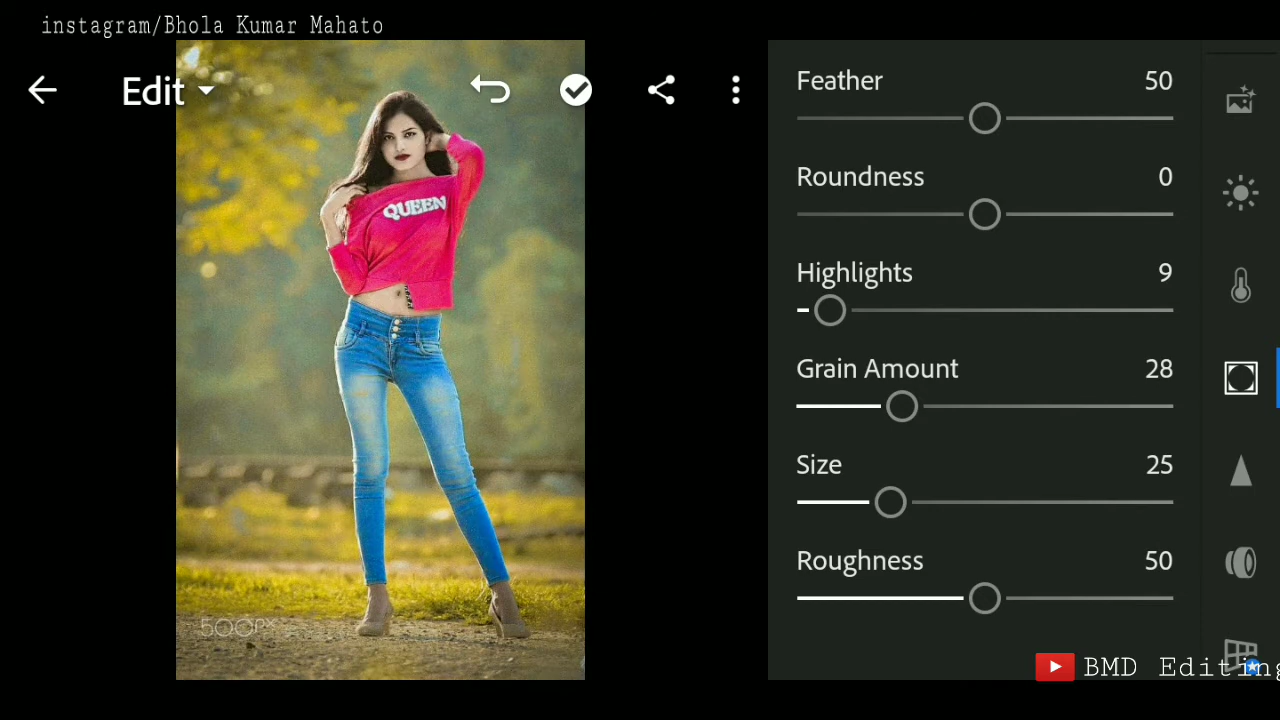 instagram/Bhola Kumar Mahato
Edit
QUEEN
500px
Feather 50
Roundness 0
Highlights 9
Grain Amount 28
Size 25
Roughness 50
BMD Editing